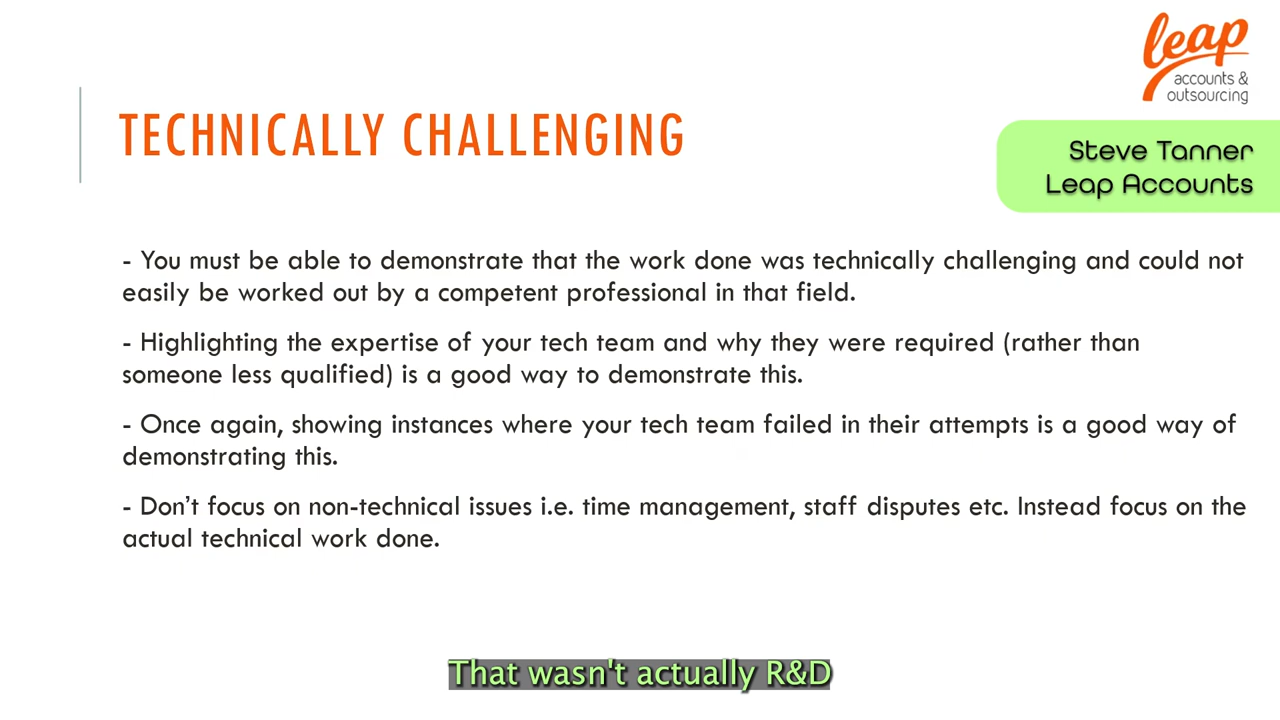 leap
accounts &
outsourcing
TECHNICALLY CHALLENGING
Steve Tanner
Leap Accounts
- You must be able to demonstrate that the work done was technically challenging and could not
easily be worked out by a competent professional in that field.
- Highlighting the expertise of your tech team and why they were required (rather than
someone less qualified) is a good way to demonstrate this.
- Once again, showing instances where your tech team failed in their attempts is a good way of
demonstrating this.
- Don’t focus on non-technical issues i.e. time management, staff disputes etc. Instead focus on the
actual technical work done.
That wasn't actually R&D